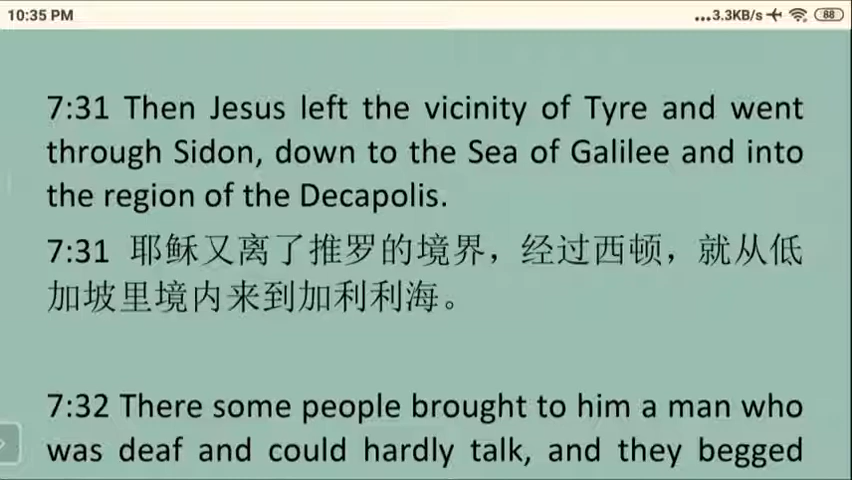 10:35 PM
...3.3KB/s
88
7:31 Then Jesus left the vicinity of Tyre and went
through Sidon, down to the Sea of Galilee and into
the region of the Decapolis.
7:31 耶稣又离了推罗的境界，经过西顿，就从低
加坡里境内来到加利利海。
7:32 There some people brought to him a man who
was deaf and could hardly talk, and they begged